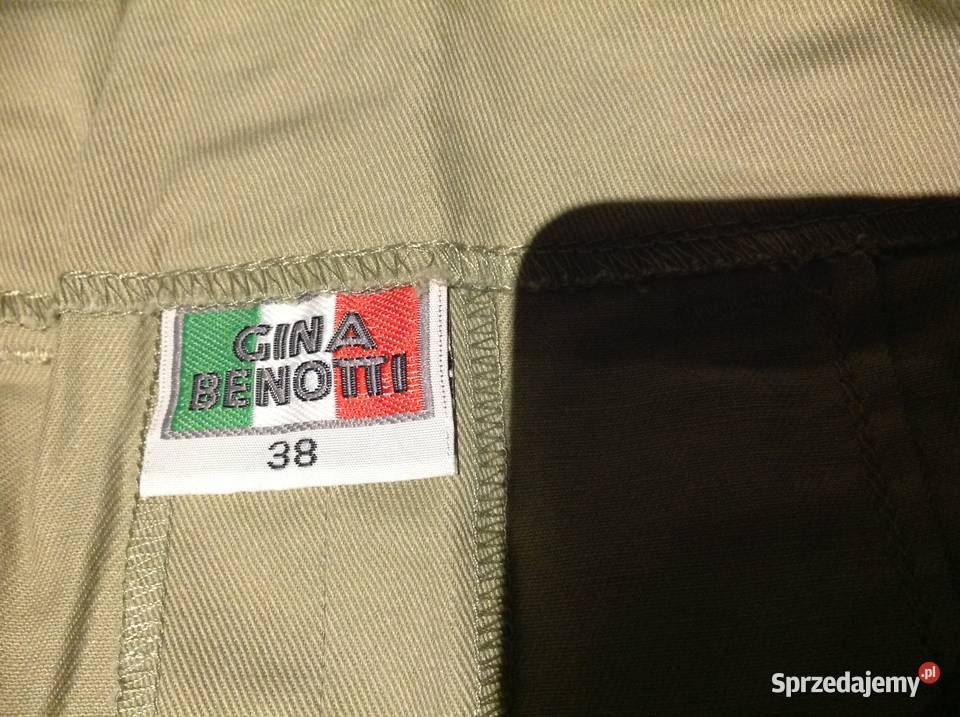 GINA
BENOTTI
38
Sprzedajemy.pl